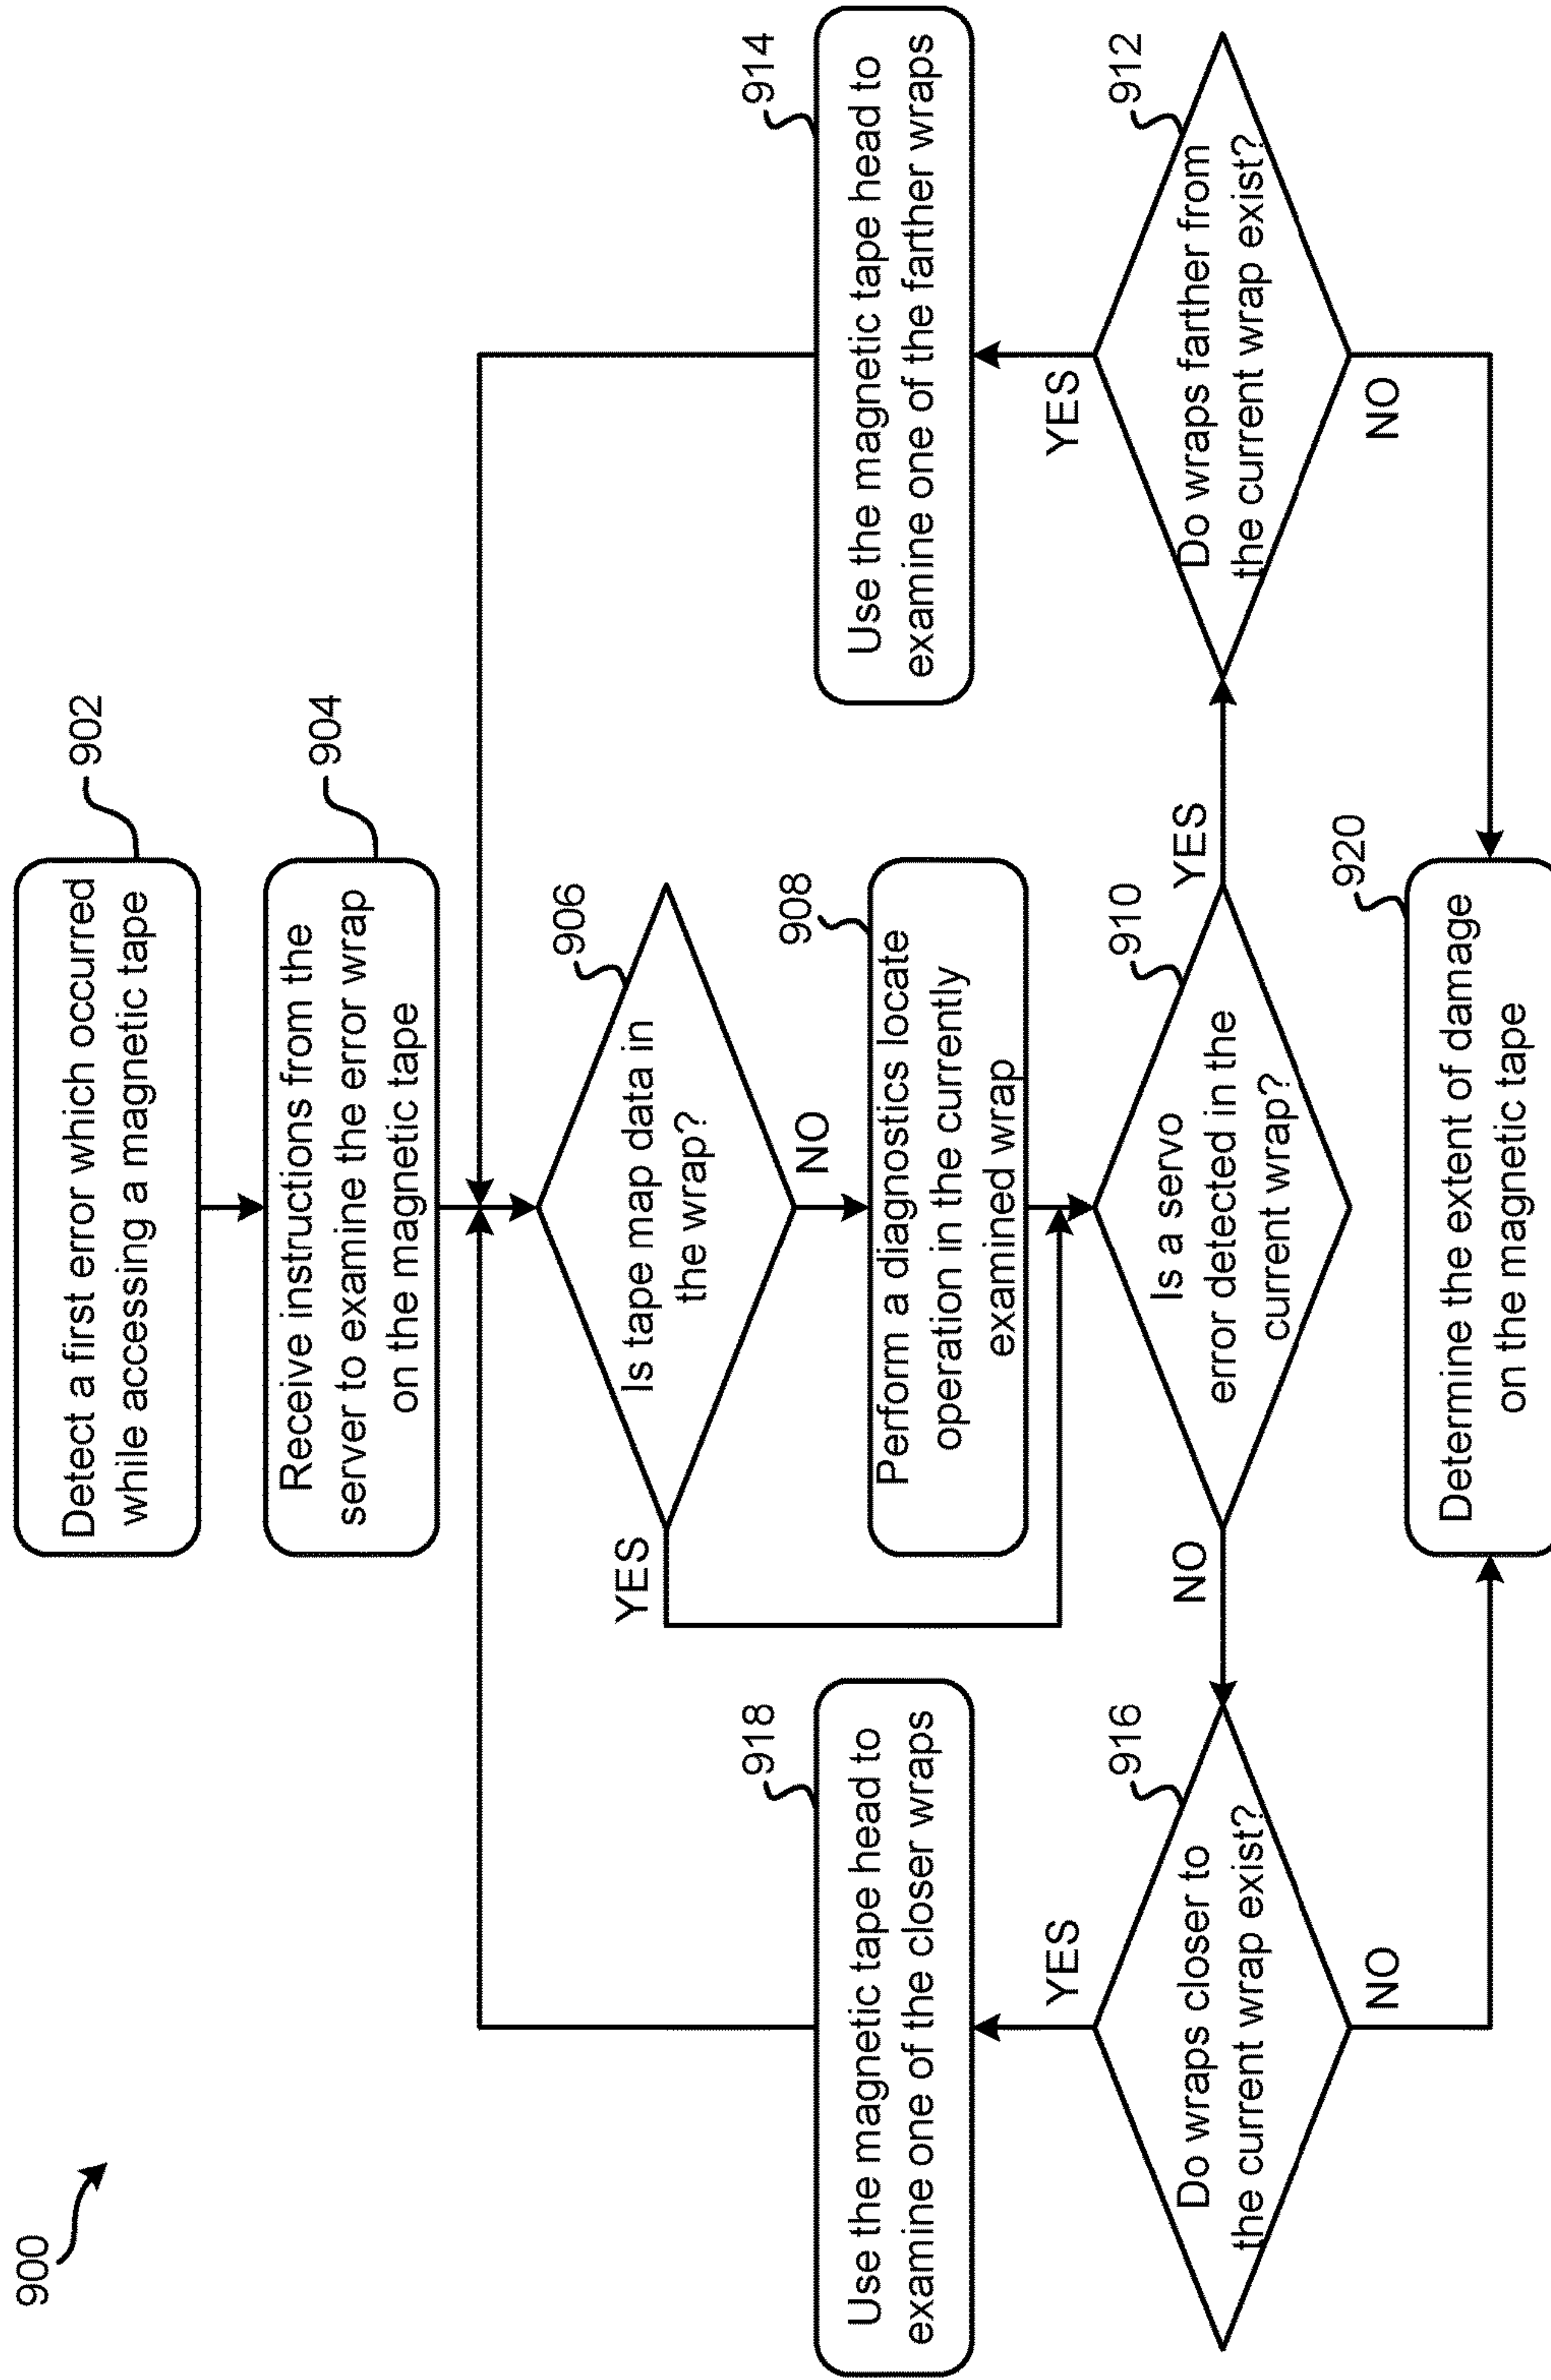 900
Detect a first error which occurred
while accessing a magnetic tape
902
Receive instructions from the
server to examine the error wrap
on the magnetic tape
904
Is tape map data in
the wrap?
906
YES
NO
Perform a diagnostics locate
operation in the currently
examined wrap
908
Is a servo
error detected in the
current wrap?
910
YES
NO
Do wraps farther from
the current wrap exist?
912
YES
NO
Use the magnetic tape head to
examine one of the farther wraps
914
Do wraps closer to
the current wrap exist?
916
YES
NO
Use the magnetic tape head to
examine one of the closer wraps
918
Determine the extent of damage
on the magnetic tape
920